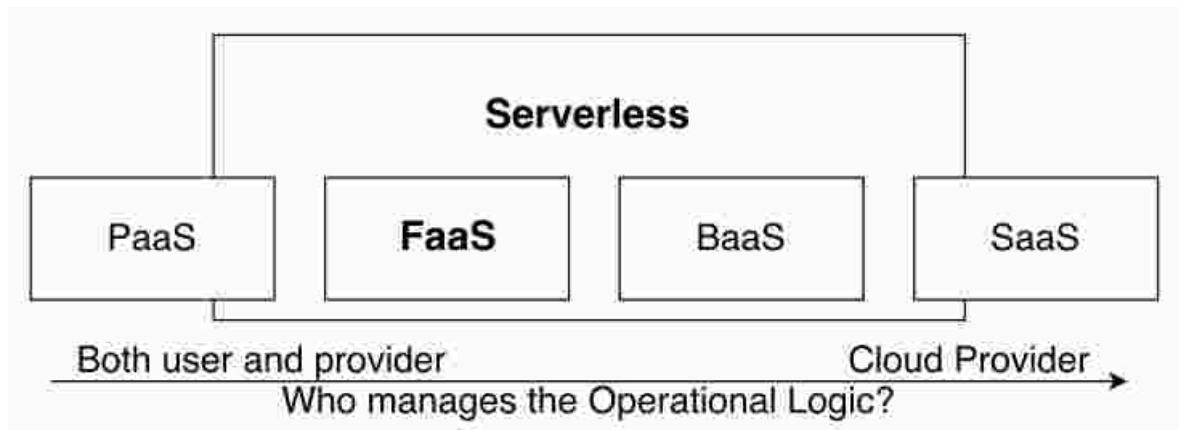 Serverless
PaaS FaaS BaaS SaaS
Both user and provider Cloud Provider
Who manages the Operational Logic?